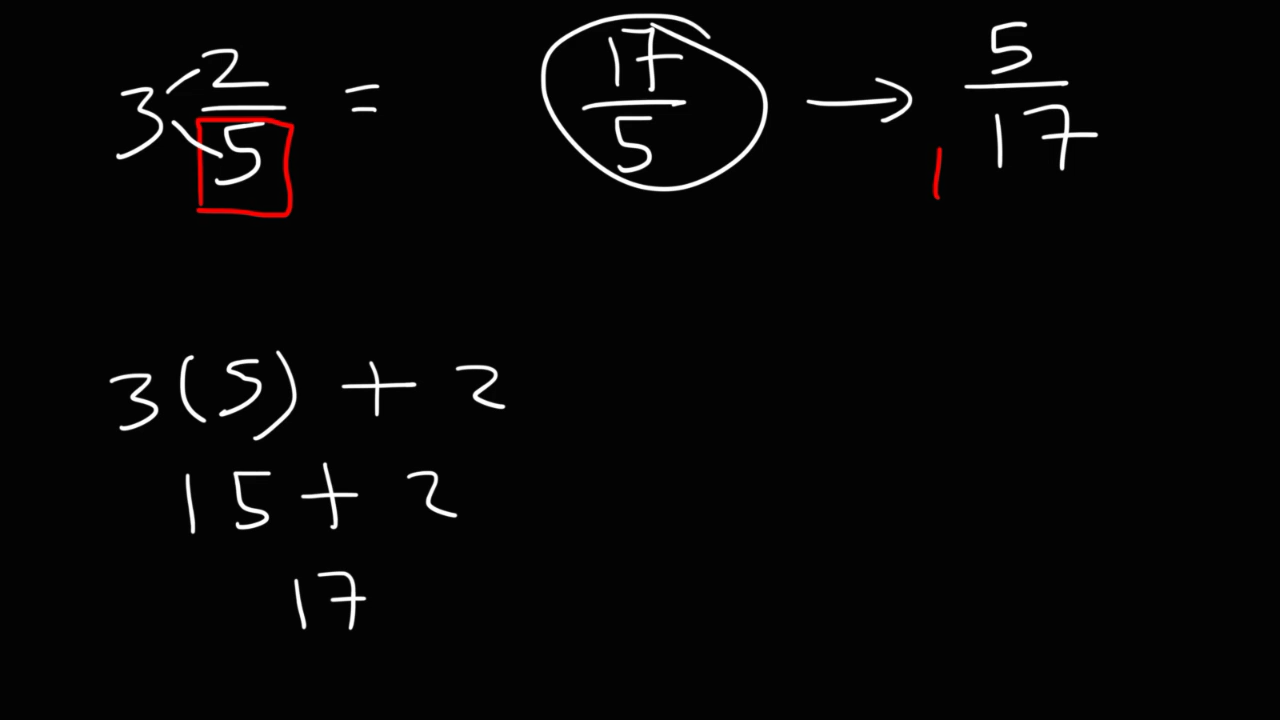 3 2/5 = 17/5 → 5/17
3(5) + 2
15 + 2
17